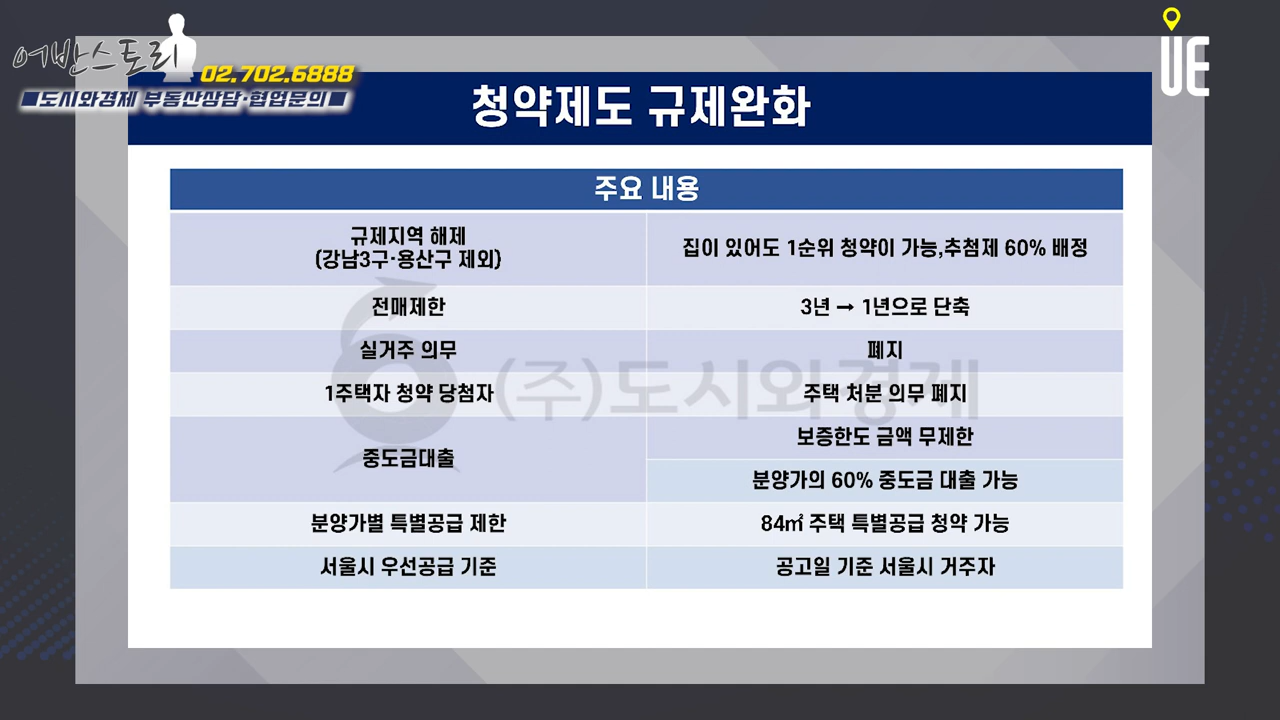 어반스토리
02.702.6888
■도시와경제 부동산상담·협업문의■
UE
청약제도 규제완화
주요 내용
규제지역 해제
(강남3구·용산구 제외)
집이 있어도 1순위 청약이 가능,추첨제 60% 배정
전매제한
3년 → 1년으로 단축
실거주 의무
폐지
1주택자 청약 당첨자
주택 처분 의무 폐지
(주)도시와경제
중도금대출
보증한도 금액 무제한
분양가의 60% 중도금 대출 가능
분양가별 특별공급 제한
84㎡ 주택 특별공급 청약 가능
서울시 우선공급 기준
공고일 기준 서울시 거주자